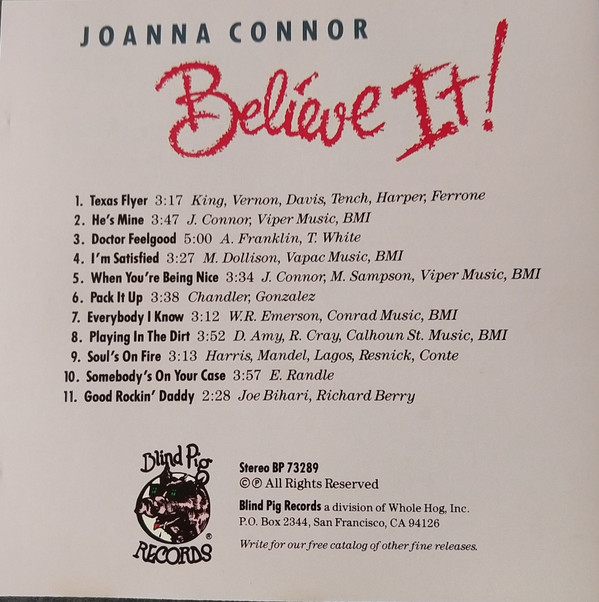 JOANNA CONNOR
Believe It!
1. Texas Flyer 3:17 King, Vernon, Davis, Tench, Harper, Ferrone
2. He's Mine 3:47 J. Connor, Viper Music, BMI
3. Doctor Feelgood 5:00 A. Franklin, T. White
4. I'm Satisfied 3:27 M. Dollison, Vapac Music, BMI
5. When You're Being Nice 3:34 J. Connor, M. Sampson, Viper Music, BMI
6. Pack It Up 3:38 Chandler, Gonzalez
7. Everybody I Know 3:12 W.R. Emerson, Conrad Music, BMI
8. Playing In The Dirt 3:52 D. Amy, R. Cray, Calhoun St. Music, BMI
9. Soul's On Fire 3:13 Harris, Mandel, Lagos, Resnick, Conte
10. Somebody's On Your Case 3:57 E. Randle
11. Good Rockin' Daddy 2:28 Joe Bihari, Richard Berry
Blind Pig
RECORDS®
Stereo BP 73289
©℗ All Rights Reserved
Blind Pig Records a division of Whole Hog, Inc.
P.O. Box 2344, San Francisco, CA 94126
Write for our free catalog of other fine releases.